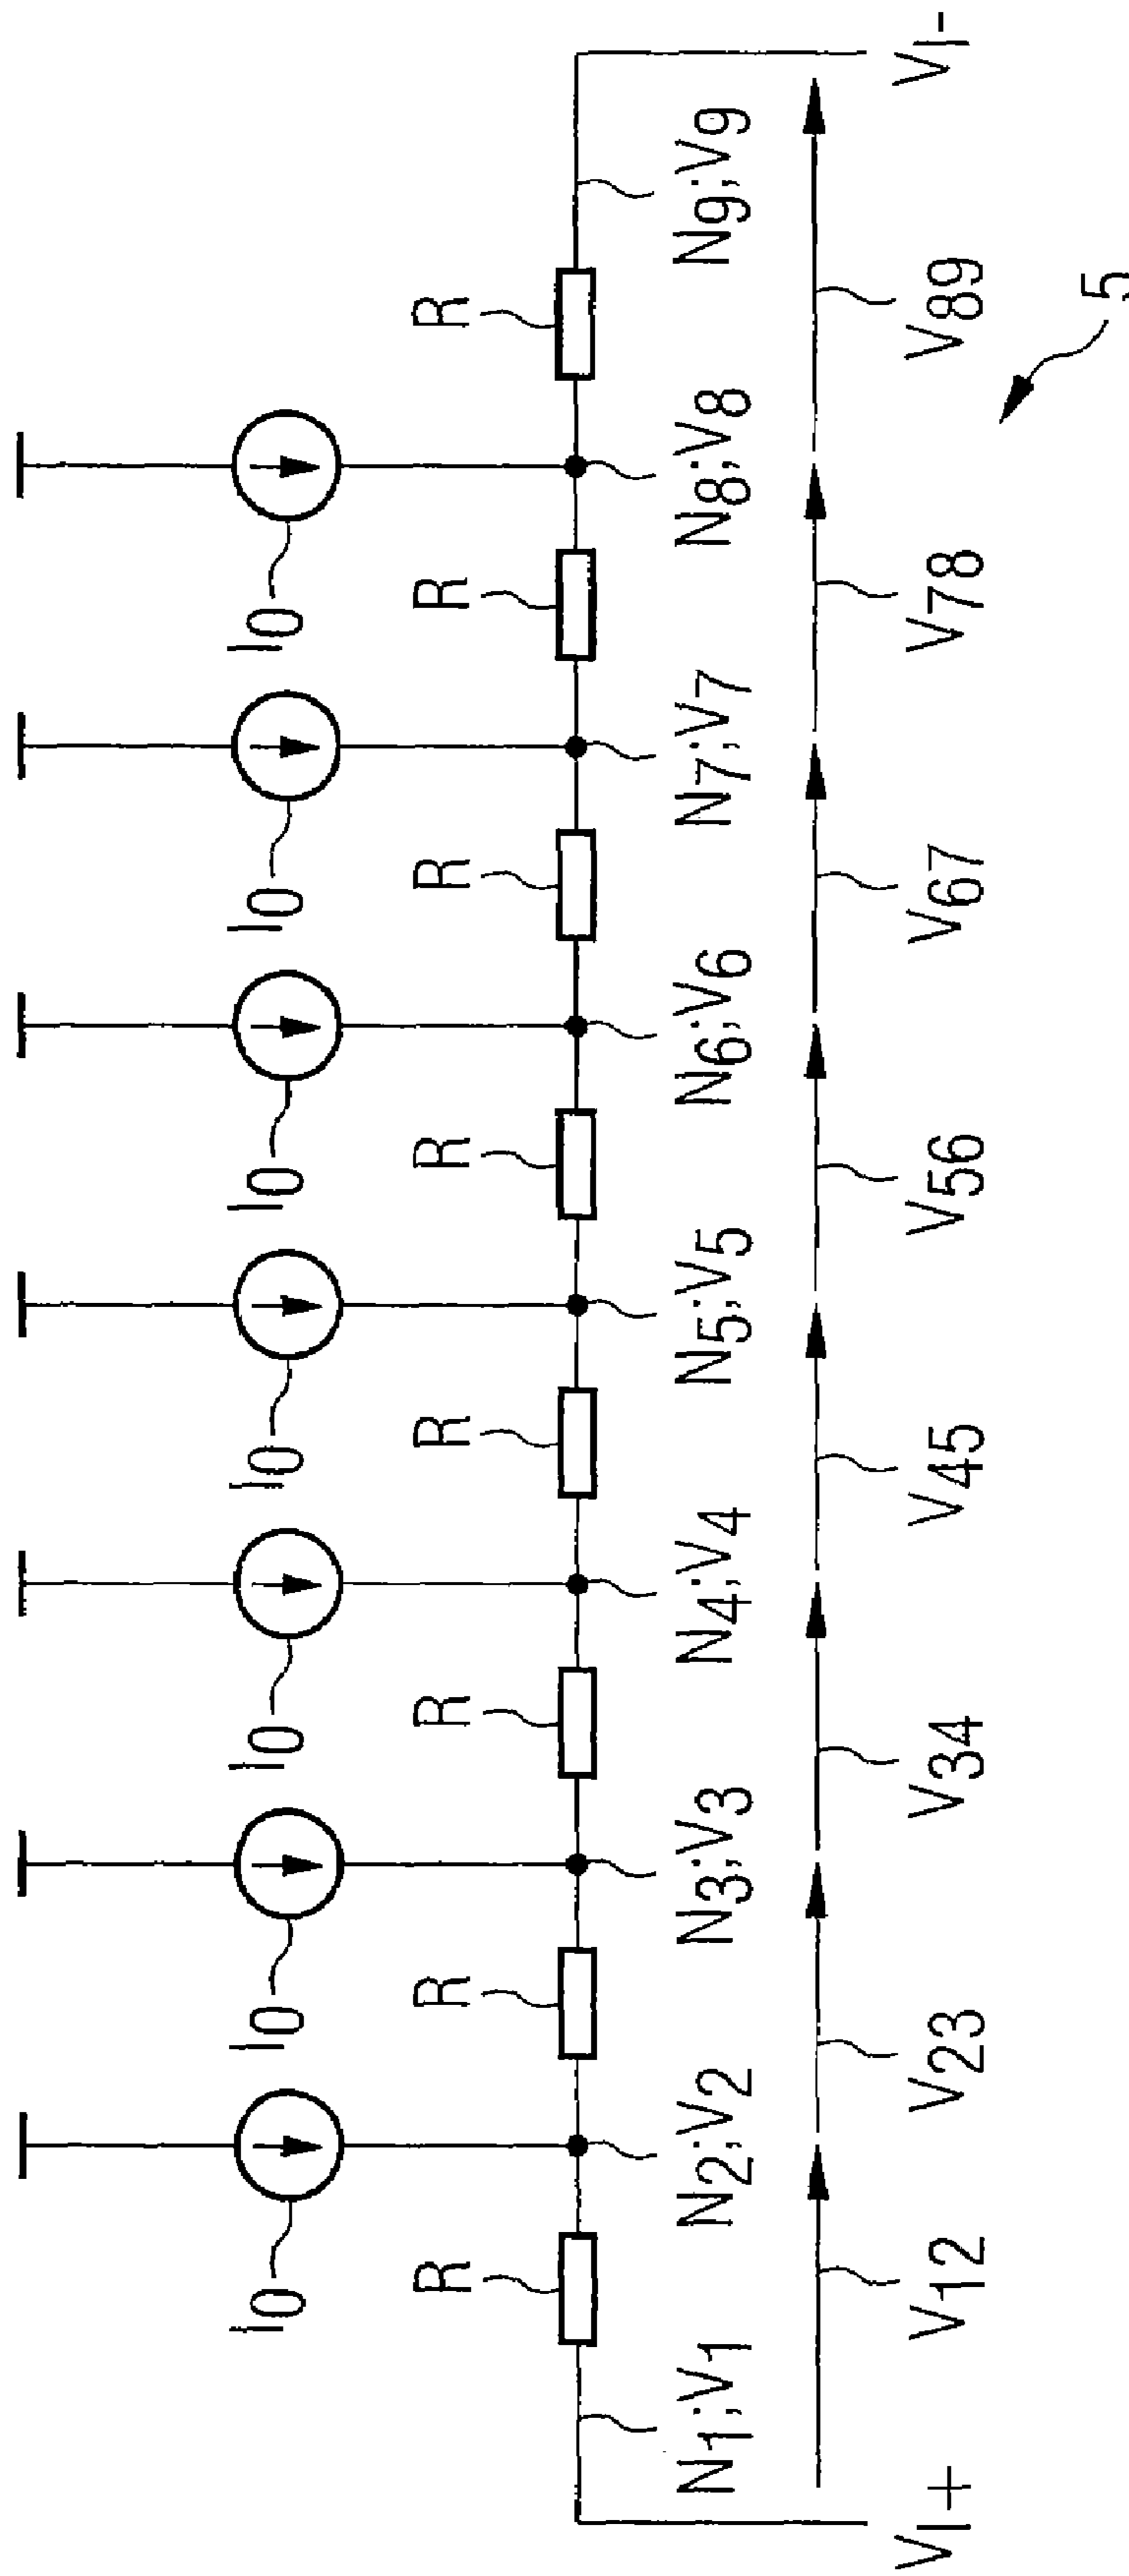 I0 I0 I0 I0 I0 I0 I0
R R R R R R R R
N1;V1 N2;V2 N3;V3 N4;V4 N5;V5 N6;V6 N7;V7 N8;V8 N9;V9
VI+ VI-
V12 V23 V34 V45 V56 V67 V78 V89
5